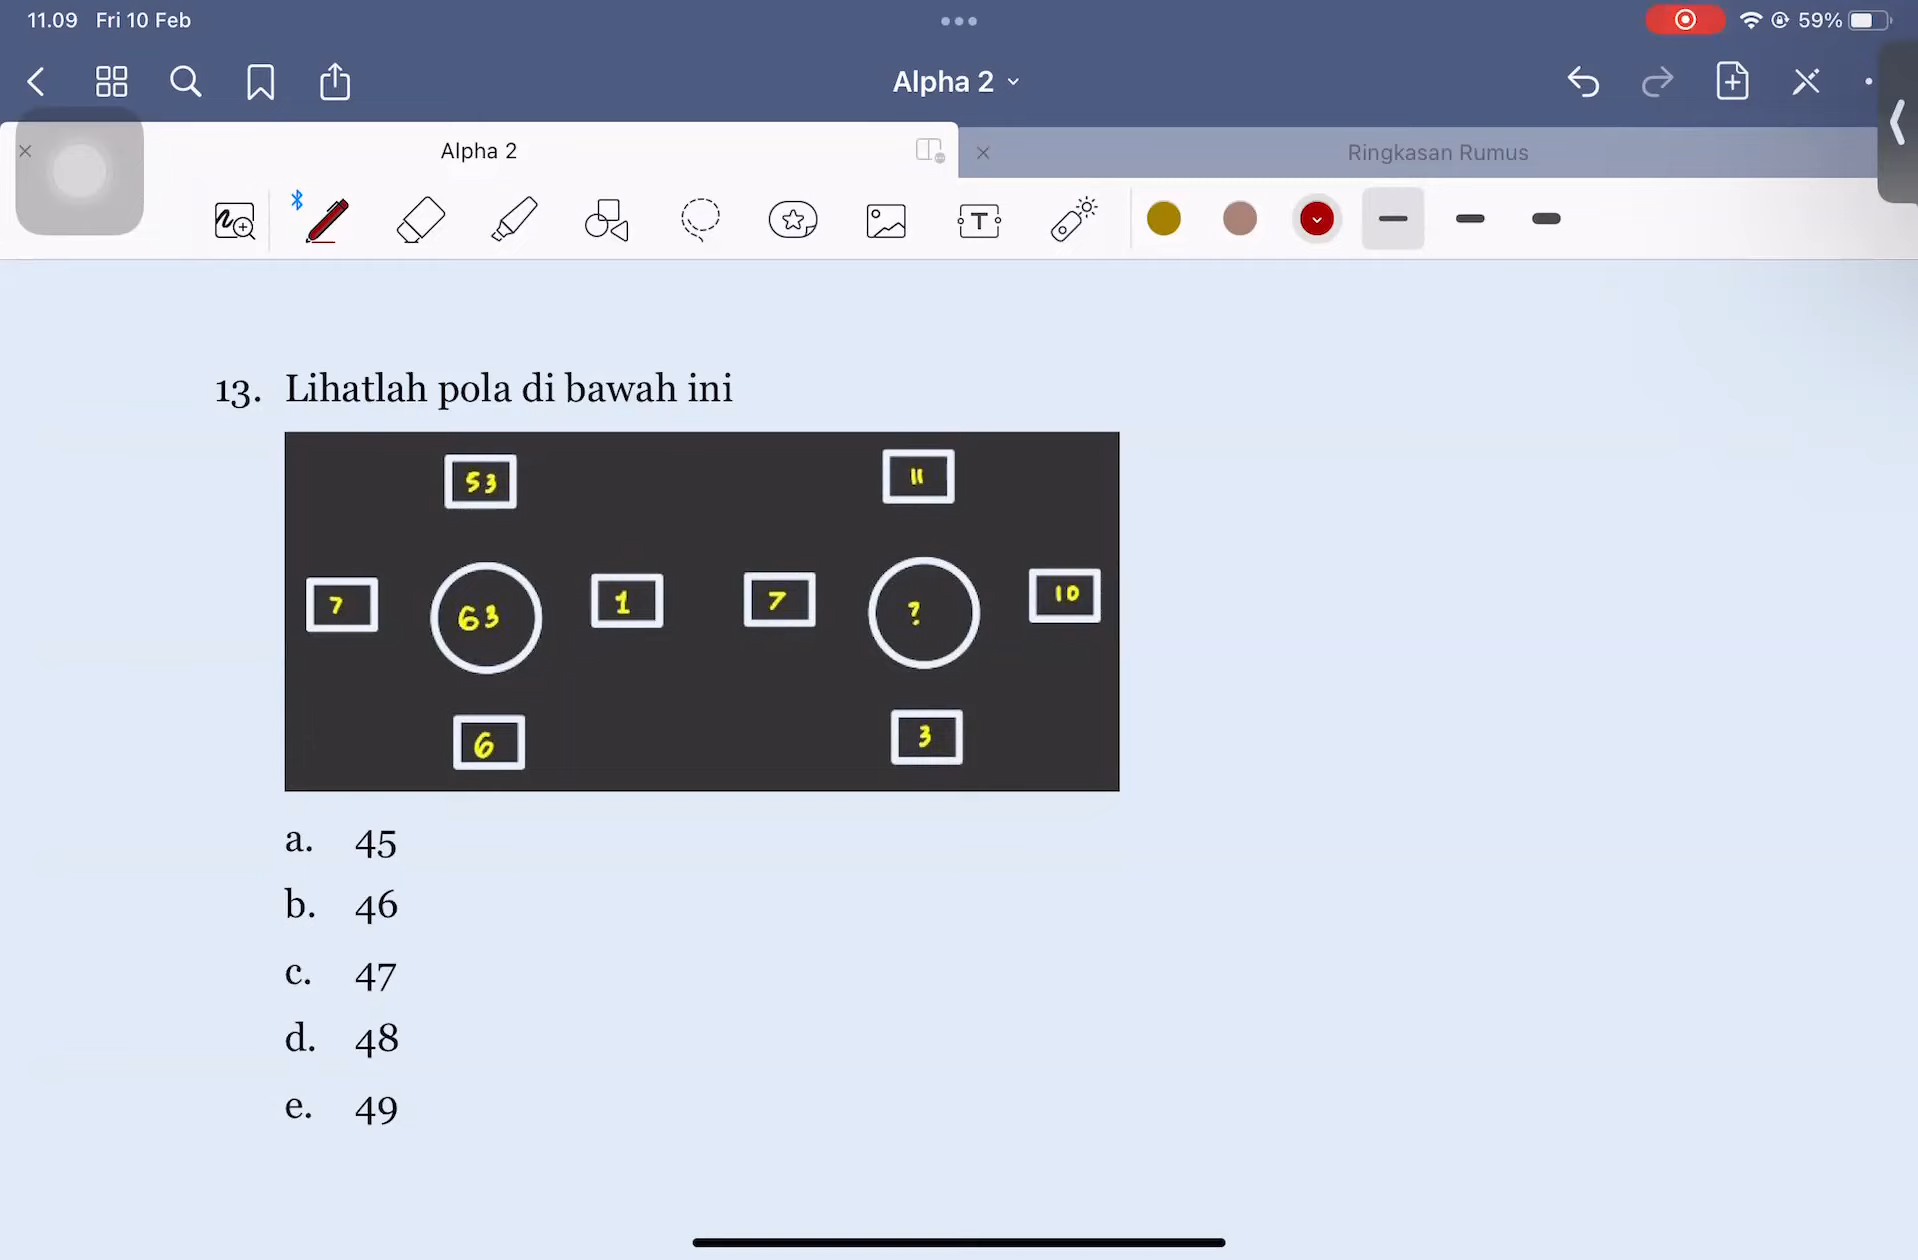 11.09 Fri 10 Feb
59%
Alpha 2
Alpha 2
Ringkasan Rumus
T
13. Lihatlah pola di bawah ini
53
11
7
63
1
7
?
10
6
3
a. 45
b. 46
c. 47
d. 48
e. 49